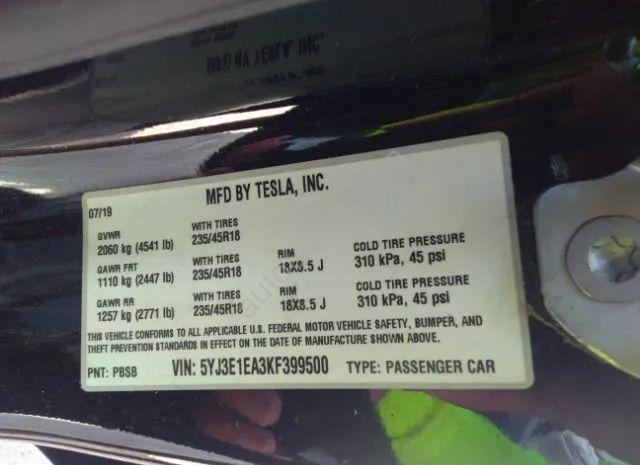 MFD BY TESLA, INC.
07/19
GVWR WITH TIRES
2060 kg (4541 lb) 235/45R18
GAWR FRT WITH TIRES RIM COLD TIRE PRESSURE
1110 kg (2447 lb) 235/45R18 18X8.5 J 310 kPa, 45 psi
GAWR RR WITH TIRES RIM COLD TIRE PRESSURE
1257 kg (2771 lb) 235/45R18 18X8.5 J 310 kPa, 45 psi
THIS VEHICLE CONFORMS TO ALL APPLICABLE U.S. FEDERAL MOTOR VEHICLE SAFETY, BUMPER, AND
THEFT PREVENTION STANDARDS IN EFFECT ON THE DATE OF MANUFACTURE SHOWN ABOVE.
PNT: PBSB VIN: 5YJ3E1EA3KF399500 TYPE: PASSENGER CAR